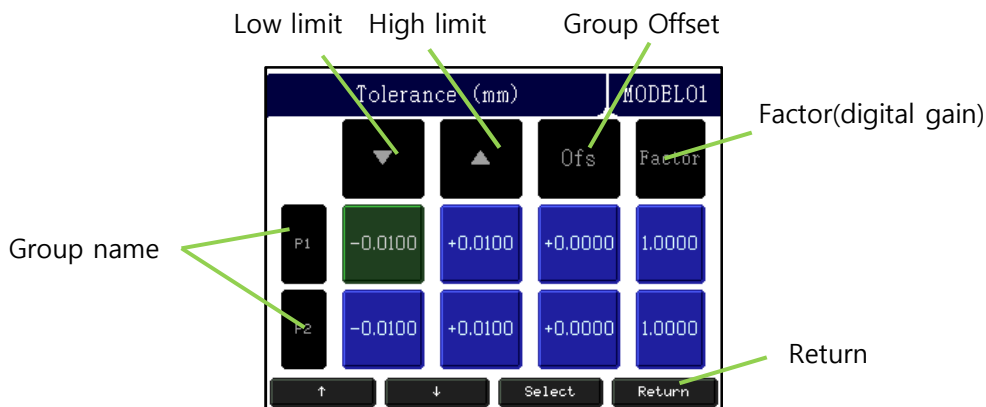 Low limit High limit Group Offset
Tolerance (mm) MODEL01
Factor(digital gain)
▼ ▲ Ofs Factor
Group name
P1 -0.0100 +0.0100 +0.0000 1.0000
P2 -0.0100 +0.0100 +0.0000 1.0000
Return
↑ ↓ Select Return